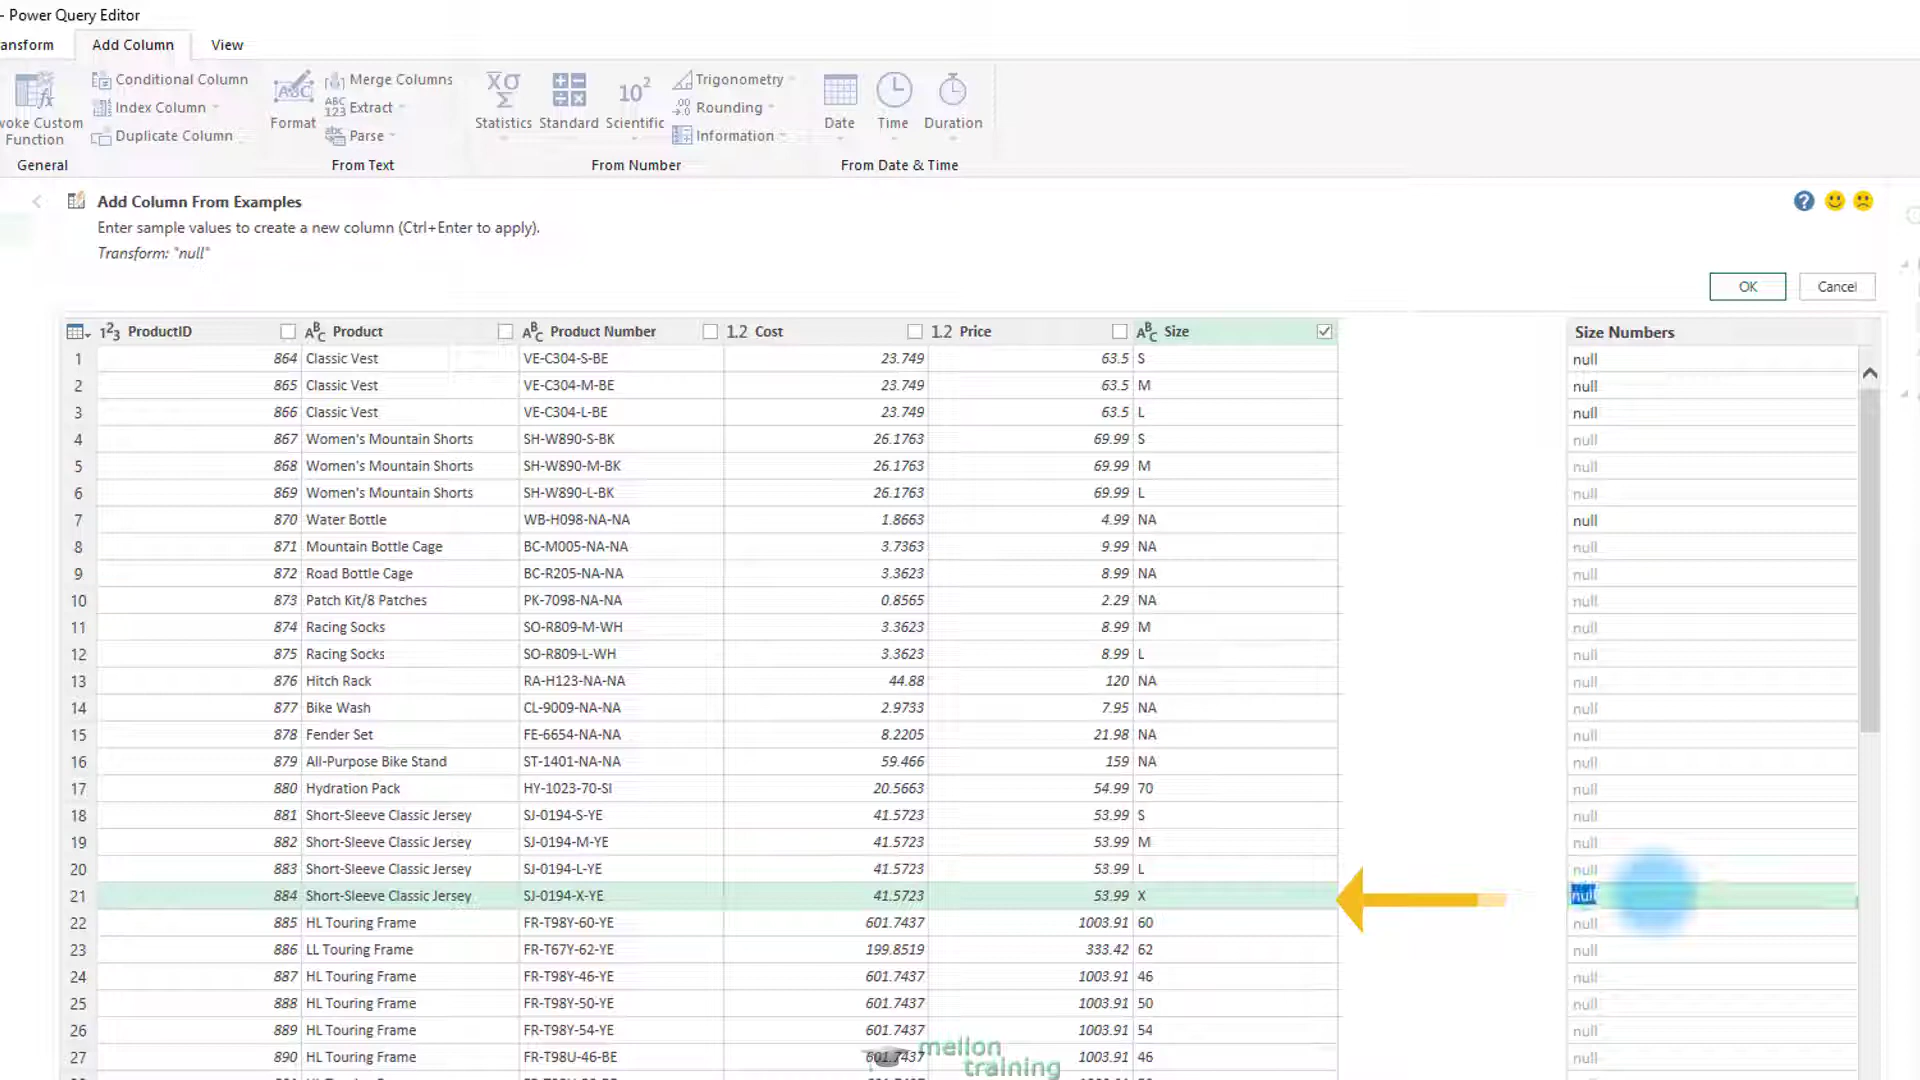 - Power Query Editor
ansform Add Column View
Conditional Column
Index Column
Duplicate Column
voke Custom
Function
General
Format
Merge Columns
Extract
Parse
From Text
Statistics
Standard
Scientific
Trigonometry
Rounding
Information
From Number
Date
Time
Duration
From Date & Time
Add Column From Examples
Enter sample values to create a new column (Ctrl+Enter to apply).
Transform: "null"
OK Cancel
ProductID Product Product Number 1.2 Cost 1.2 Price Size Size Numbers
1 864 Classic Vest VE-C304-S-BE 23.749 63.5 S null
2 865 Classic Vest VE-C304-M-BE 23.749 63.5 M null
3 866 Classic Vest VE-C304-L-BE 23.749 63.5 L null
4 867 Women's Mountain Shorts SH-W890-S-BK 26.1763 69.99 S null
5 868 Women's Mountain Shorts SH-W890-M-BK 26.1763 69.99 M null
6 869 Women's Mountain Shorts SH-W890-L-BK 26.1763 69.99 L null
7 870 Water Bottle WB-H098-NA-NA 1.8663 4.99 NA null
8 871 Mountain Bottle Cage BC-M005-NA-NA 3.7363 9.99 NA null
9 872 Road Bottle Cage BC-R205-NA-NA 3.3623 8.99 NA null
10 873 Patch Kit/8 Patches PK-7098-NA-NA 0.8565 2.29 NA null
11 874 Racing Socks SO-R809-M-WH 3.3623 8.99 M null
12 875 Racing Socks SO-R809-L-WH 3.3623 8.99 L null
13 876 Hitch Rack RA-H123-NA-NA 44.88 120 NA null
14 877 Bike Wash CL-9009-NA-NA 2.9733 7.95 NA null
15 878 Fender Set FE-6654-NA-NA 8.2205 21.98 NA null
16 879 All-Purpose Bike Stand ST-1401-NA-NA 59.466 159 NA null
17 880 Hydration Pack HY-1023-70-SI 20.5663 54.99 70 null
18 881 Short-Sleeve Classic Jersey SJ-0194-S-YE 41.5723 53.99 S null
19 882 Short-Sleeve Classic Jersey SJ-0194-M-YE 41.5723 53.99 M null
20 883 Short-Sleeve Classic Jersey SJ-0194-L-YE 41.5723 53.99 L null
21 884 Short-Sleeve Classic Jersey SJ-0194-X-YE 41.5723 53.99 X null
22 885 HL Touring Frame FR-T98Y-60-YE 601.7437 1003.91 60 null
23 886 LL Touring Frame FR-T67Y-62-YE 199.8519 333.42 62 null
24 887 HL Touring Frame FR-T98Y-46-YE 601.7437 1003.91 46 null
25 888 HL Touring Frame FR-T98Y-50-YE 601.7437 1003.91 50 null
26 889 HL Touring Frame FR-T98Y-54-YE 601.7437 1003.91 54 null
27 890 HL Touring Frame FR-T98U-46-BE 601.7437 1003.91 46 null
mellon
training